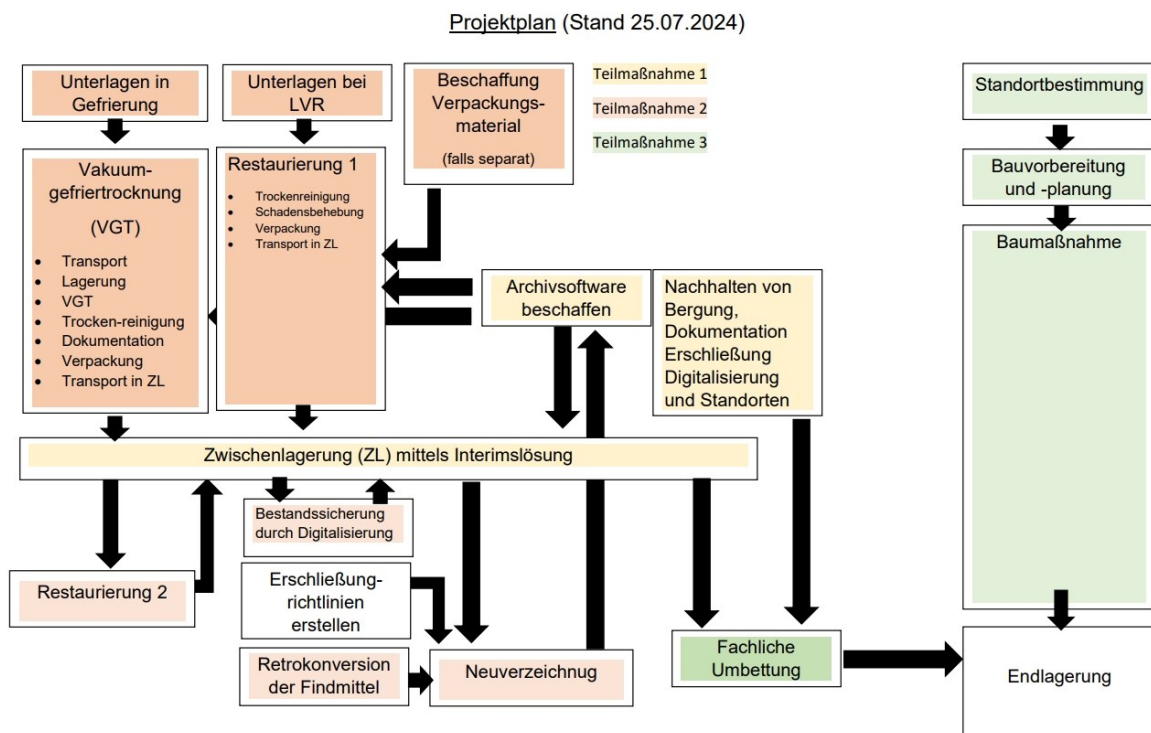 Projektplan (Stand 25.07.2024)
Unterlagen in
Gefrierung
Unterlagen bei
LVR
Beschaffung
Verpackungs-
material
(falls separat)
Teilmaßnahme 1
Teilmaßnahme 2
Teilmaßnahme 3
Standortbestimmung
Vakuum-
gefriertrocknung
(VGT)
• Transport
• Lagerung
• VGT
• Trocken-reinigung
• Dokumentation
• Verpackung
• Transport in ZL
Restaurierung 1
• Trockenreinigung
• Schadensbehebung
• Verpackung
• Transport in ZL
Bauvorbereitung
und -planung
Baumaßnahme
Archivsoftware
beschaffen
Nachhalten von
Bergung,
Dokumentation
Erschließung
Digitalisierung
und Standorten
Zwischenlagerung (ZL) mittels Interimslösung
Bestandssicherung
durch Digitalisierung
Restaurierung 2
Erschließung-
richtlinien
erstellen
Retrokonversion
der Findmittel
Neuverzeichnug
Fachliche
Umbettung
Endlagerung